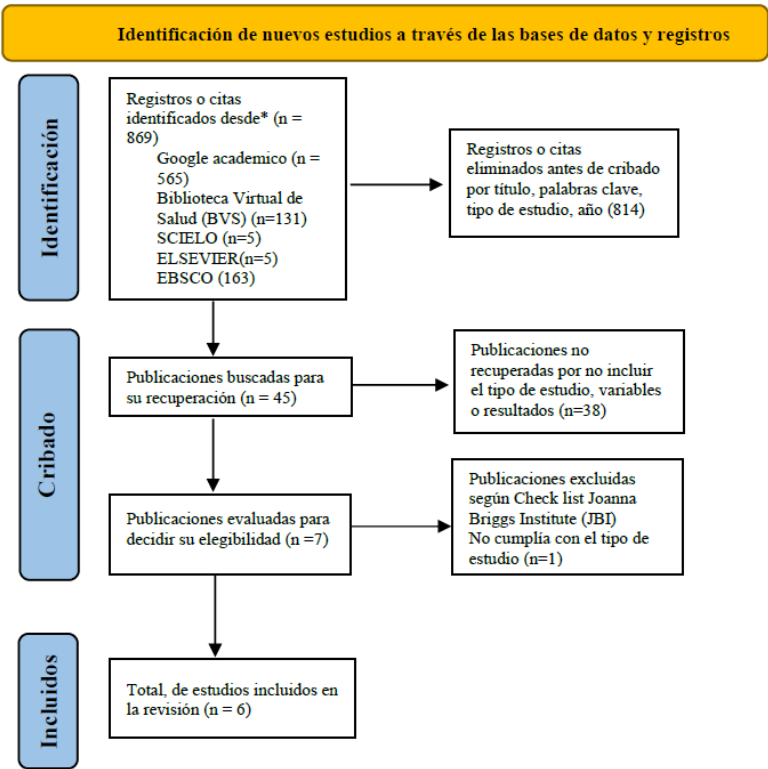 Identificación de nuevos estudios a través de las bases de datos y registros
Identificación
Registros o citas
identificados desde* (n =
869)
Google academico (n =
565)
Biblioteca Virtual de
Salud (BVS) (n=131)
SCIELO (n=5)
ELSEVIER(n=5)
EBSCO (163)
Registros o citas
eliminados antes de cribado
por título, palabras clave,
tipo de estudio, año (814)
Cribado
Publicaciones buscadas para
su recuperación (n = 45)
Publicaciones no
recuperadas por no incluir
el tipo de estudio, variables
o resultados (n=38)
Publicaciones evaluadas para
decidir su elegibilidad (n =7)
Publicaciones excluidas
según Check list Joanna
Briggs Institute (JBI)
No cumplía con el tipo de
estudio (n=1)
Incluidos
Total, de estudios incluidos en
la revisión (n = 6)